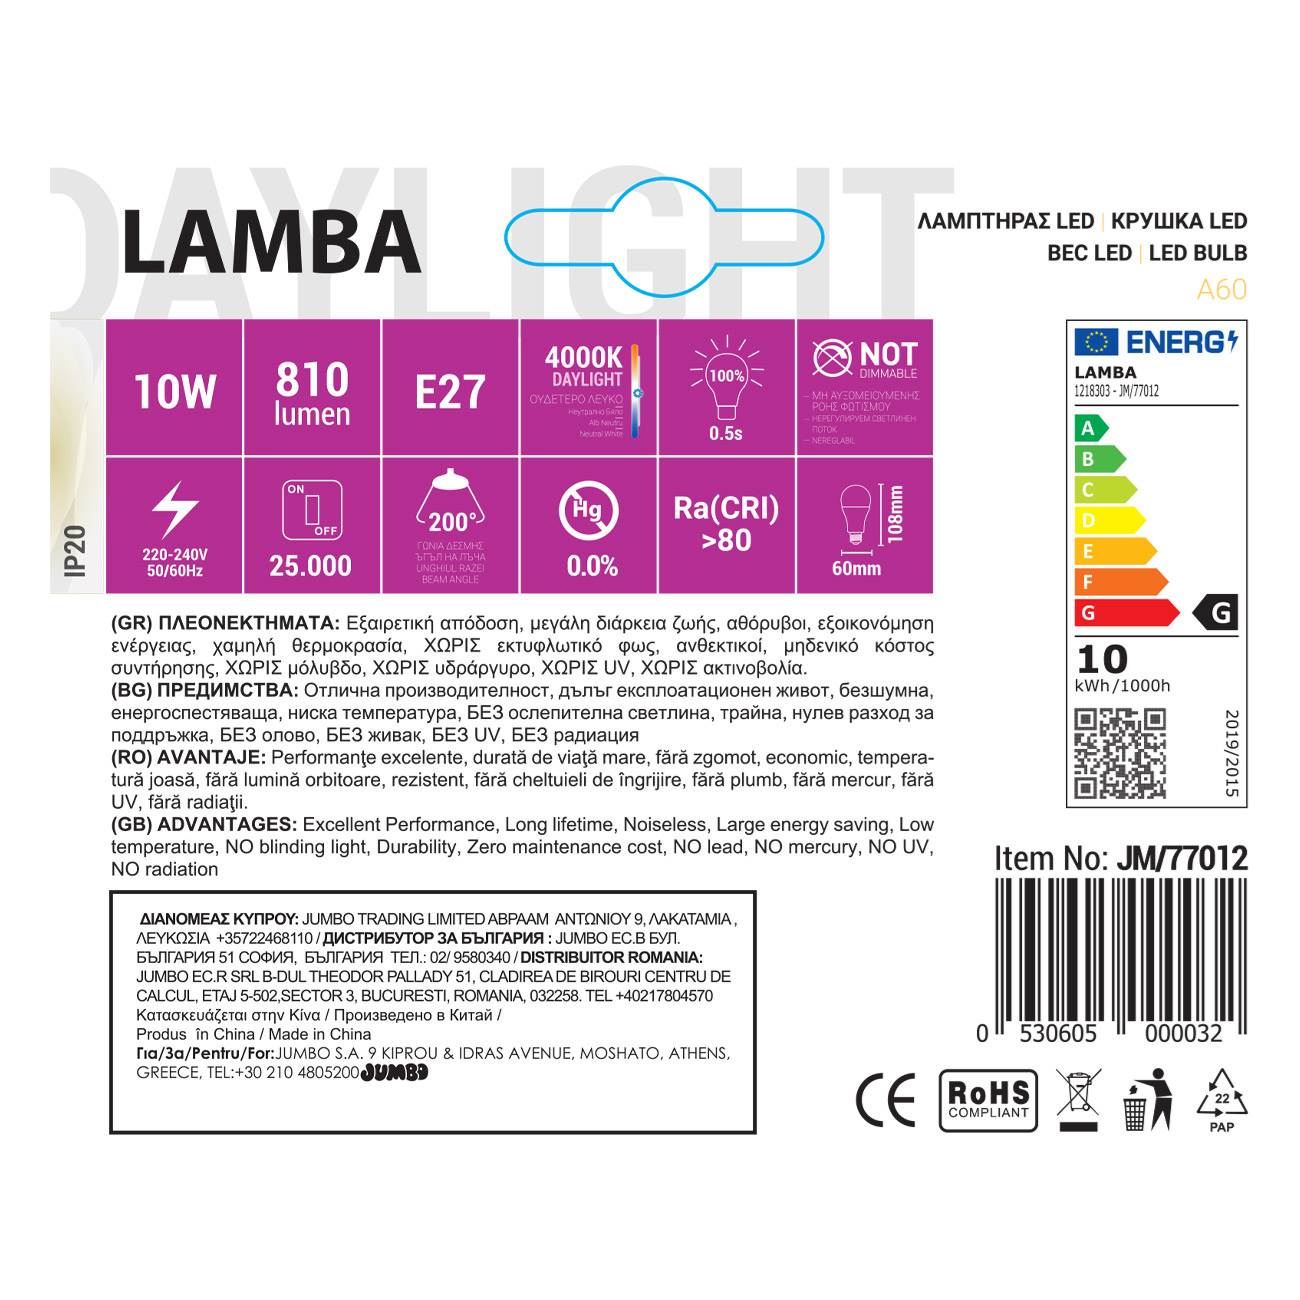 DAYLIGHT
LAMBA
ΛΑΜΠΤΗΡΑΣ LED | КРУШКА LED
BEC LED | LED BULB
A60
IP20
10W
810
lumen
E27
4000K
DAYLIGHT
ΟΥΔΕΤΕΡΟ ΛΕΥΚΟ
Неутрално Бяло
Alb Neutru
Neutral White
100%
0.5s
NOT
DIMMABLE
– ΜΗ ΑΥΞΟΜΕΙΟΥΜΕΝΗΣ
ΡΟΗΣ ΦΩΤΙΣΜΟΥ
– НЕРЕГУЛИРУЕМ СВЕТЛИНЕН
ПОТОК
– NEREGLABIL
220-240V
50/60Hz
ON
OFF
25.000
200°
ΓΩΝΙΑ ΔΕΣΜΗΣ
ЪГЪЛ НА ЛЪЧА
UNGHIUL RAZEI
BEAM ANGLE
Hg
0.0%
Ra(CRI)
>80
108mm
60mm
ENERG
LAMBA
1218303 - JM/77012
A
B
C
D
E
F
G
G
10
kWh/1000h
2019/2015
(GR) ΠΛΕΟΝΕΚΤΗΜΑΤΑ: Εξαιρετική απόδοση, μεγάλη διάρκεια ζωής, αθόρυβοι, εξοικονόμηση
ενέργειας, χαμηλή θερμοκρασία, ΧΩΡΙΣ εκτυφλωτικό φως, ανθεκτικοί, μηδενικό κόστος
συντήρησης, ΧΩΡΙΣ μόλυβδο, ΧΩΡΙΣ υδράργυρο, ΧΩΡΙΣ UV, ΧΩΡΙΣ ακτινοβολία.
(BG) ПРЕДИМСТВА: Отлична производителност, дълъг експлоатационен живот, безшумна,
енергоспестяваща, ниска температура, БЕЗ ослепителна светлина, трайна, нулев разход за
поддръжка, БЕЗ олово, БЕЗ живак, БЕЗ UV, БЕЗ радиация
(RO) AVANTAJE: Performanţe excelente, durată de viaţă mare, fără zgomot, economic, tempera-
tură joasă, fără lumină orbitoare, rezistent, fără cheltuieli de îngrijire, fără plumb, fără mercur, fără
UV, fără radiaţii.
(GB) ADVANTAGES: Excellent Performance, Long lifetime, Noiseless, Large energy saving, Low
temperature, NO blinding light, Durability, Zero maintenance cost, NO lead, NO mercury, NO UV,
NO radiation
ΔΙΑΝΟΜΕΑΣ ΚΥΠΡΟΥ: JUMBO TRADING LIMITED ΑΒΡΑΑΜ ΑΝΤΩΝΙΟΥ 9, ΛΑΚΑΤΑΜΙΑ ,
ΛΕΥΚΩΣΙΑ +35722468110 / ДИСТРИБУТОР ЗА БЪЛГАРИЯ : JUMBO EC.B БУЛ.
БЪЛГАРИЯ 51 СОФИЯ, БЪЛГАРИЯ ТЕЛ.: 02/ 9580340 / DISTRIBUITOR ROMANIA:
JUMBO EC.R SRL B-DUL THEODOR PALLADY 51, CLADIREA DE BIROURI CENTRU DE
CALCUL, ETAJ 5-502,SECTOR 3, BUCURESTI, ROMANIA, 032258. TEL +40217804570
Κατασκευάζεται στην Κίνα / Произведено в Китай /
Produs în China / Made in China
Για/За/Pentru/For: JUMBO S.A. 9 KIPROU & IDRAS AVENUE, MOSHATO, ATHENS,
GREECE, TEL:+30 210 4805200 JUMBO
Item No: JM/77012
0 530605 000032
CE
RoHS
COMPLIANT
22
PAP